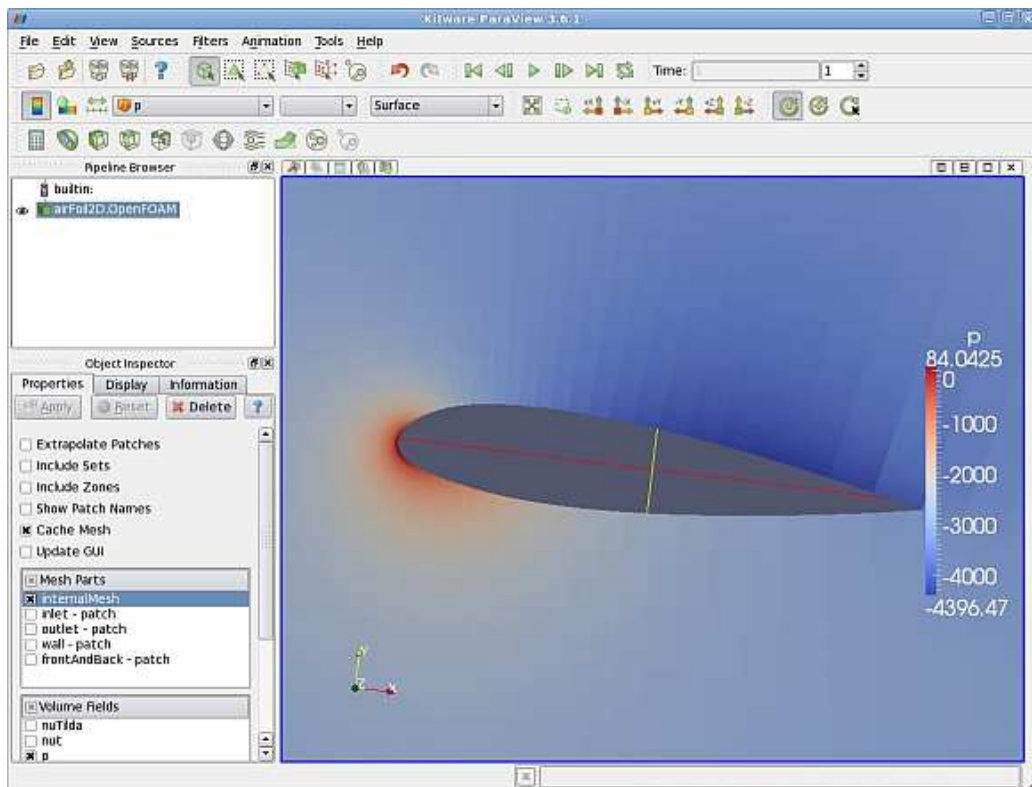 Kitware ParaView 3.6.1
File Edit View Sources Filters Animation Tools Help
Time: 1
p Surface
Pipeline Browser
builtin:
airFoil2D.OpenFOAM
Object Inspector
Properties Display Information
Apply Reset Delete ?
Extrapolate Patches
Include Sets
Include Zones
Show Patch Names
Cache Mesh
Update GUI
Mesh Parts
internalMesh
inlet - patch
outlet - patch
wall - patch
frontAndBack - patch
Volume Fields
nuTilda
nut
p
p
84.0425
0
-1000
-2000
-3000
-4000
-4396.47
Y
Z
X